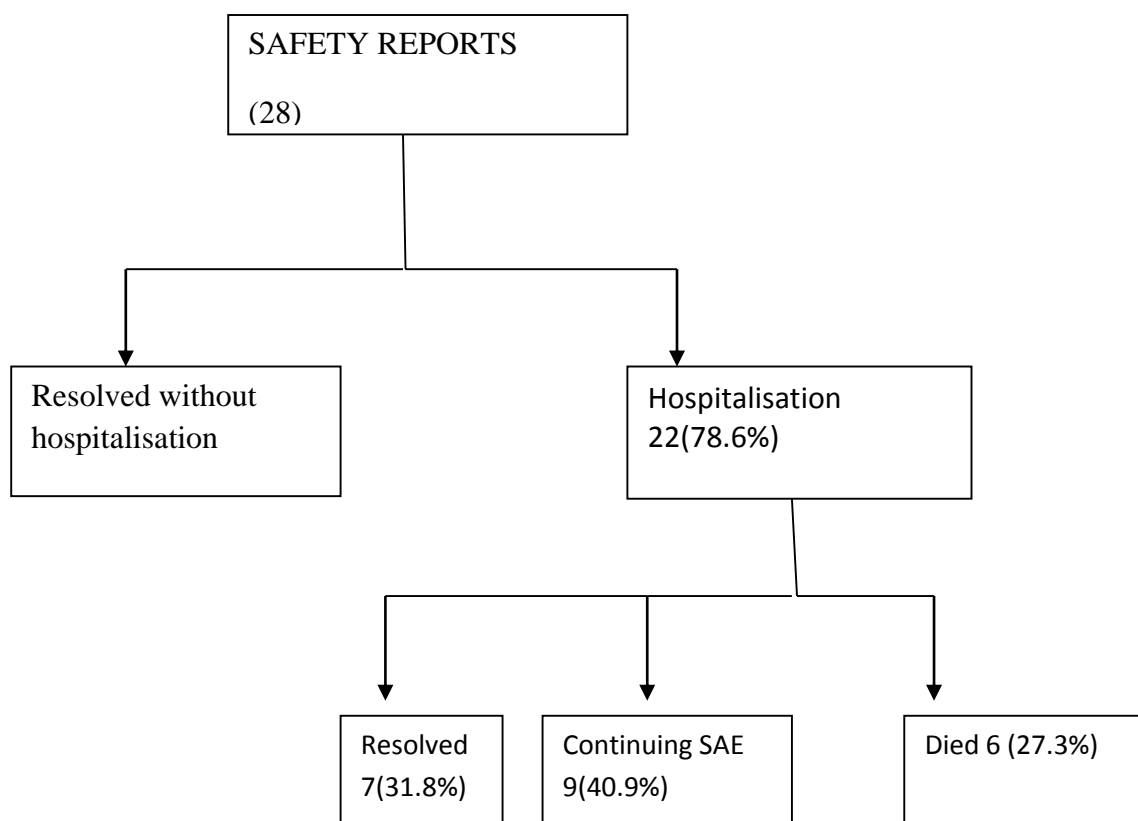 SAFETY REPORTS
(28)
Resolved without
hospitalisation
Hospitalisation
22(78.6%)
Resolved
7(31.8%)
Continuing SAE
9(40.9%)
Died 6 (27.3%)